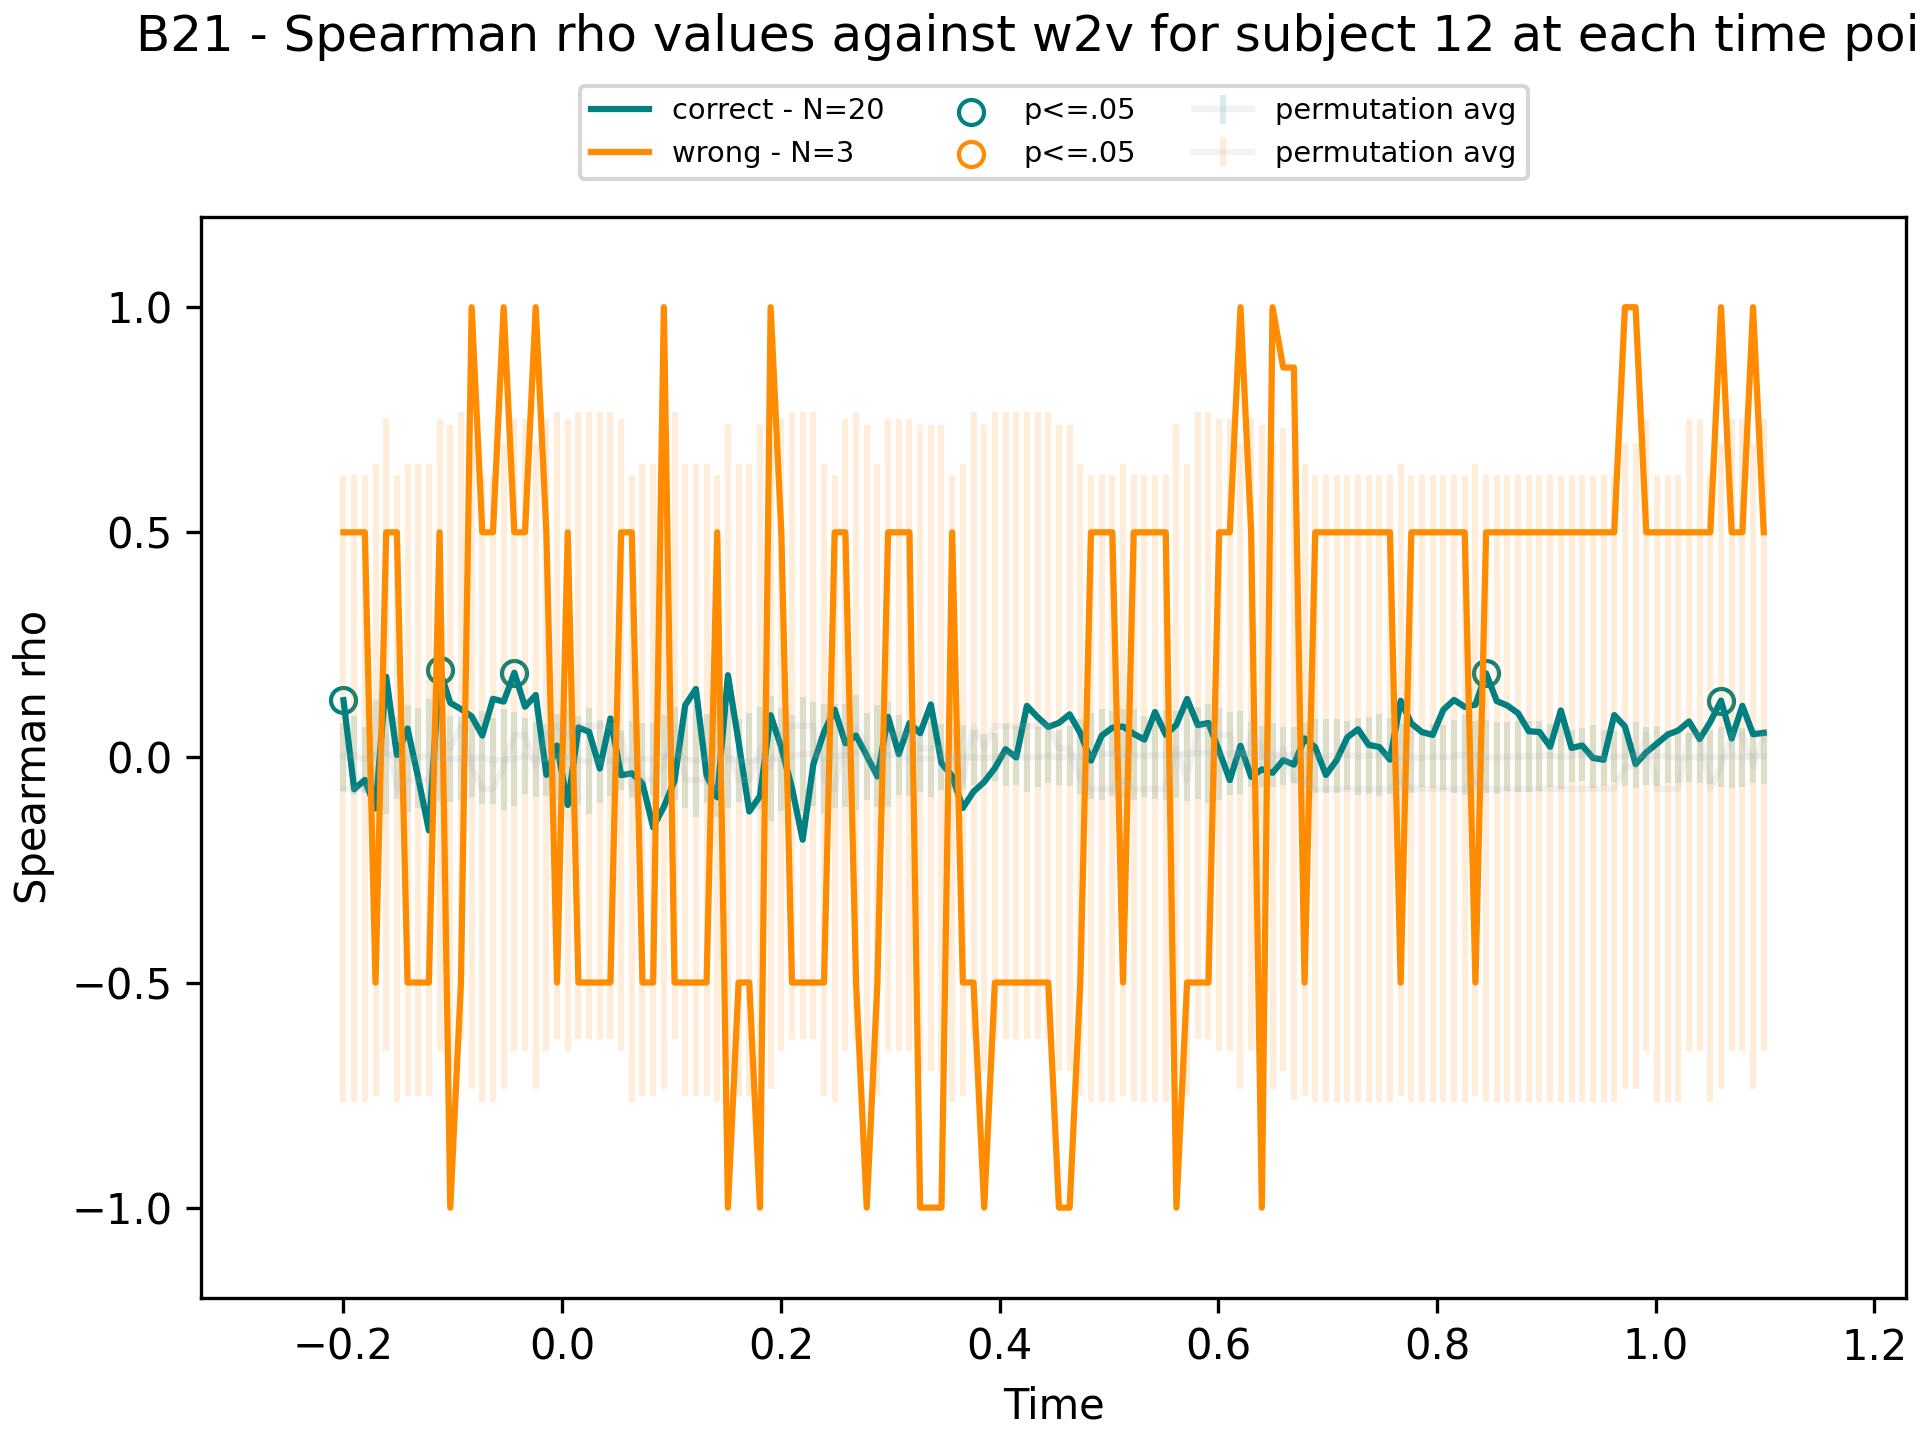 B21 - Spearman rho values against w2v for subject 12 at each time poi
correct - N=20
wrong - N=3
p<=.05
p<=.05
permutation avg
permutation avg
1.0
0.5
0.0
−0.5
−1.0
Spearman rho
−0.2 0.0 0.2 0.4 0.6 0.8 1.0 1.2
Time